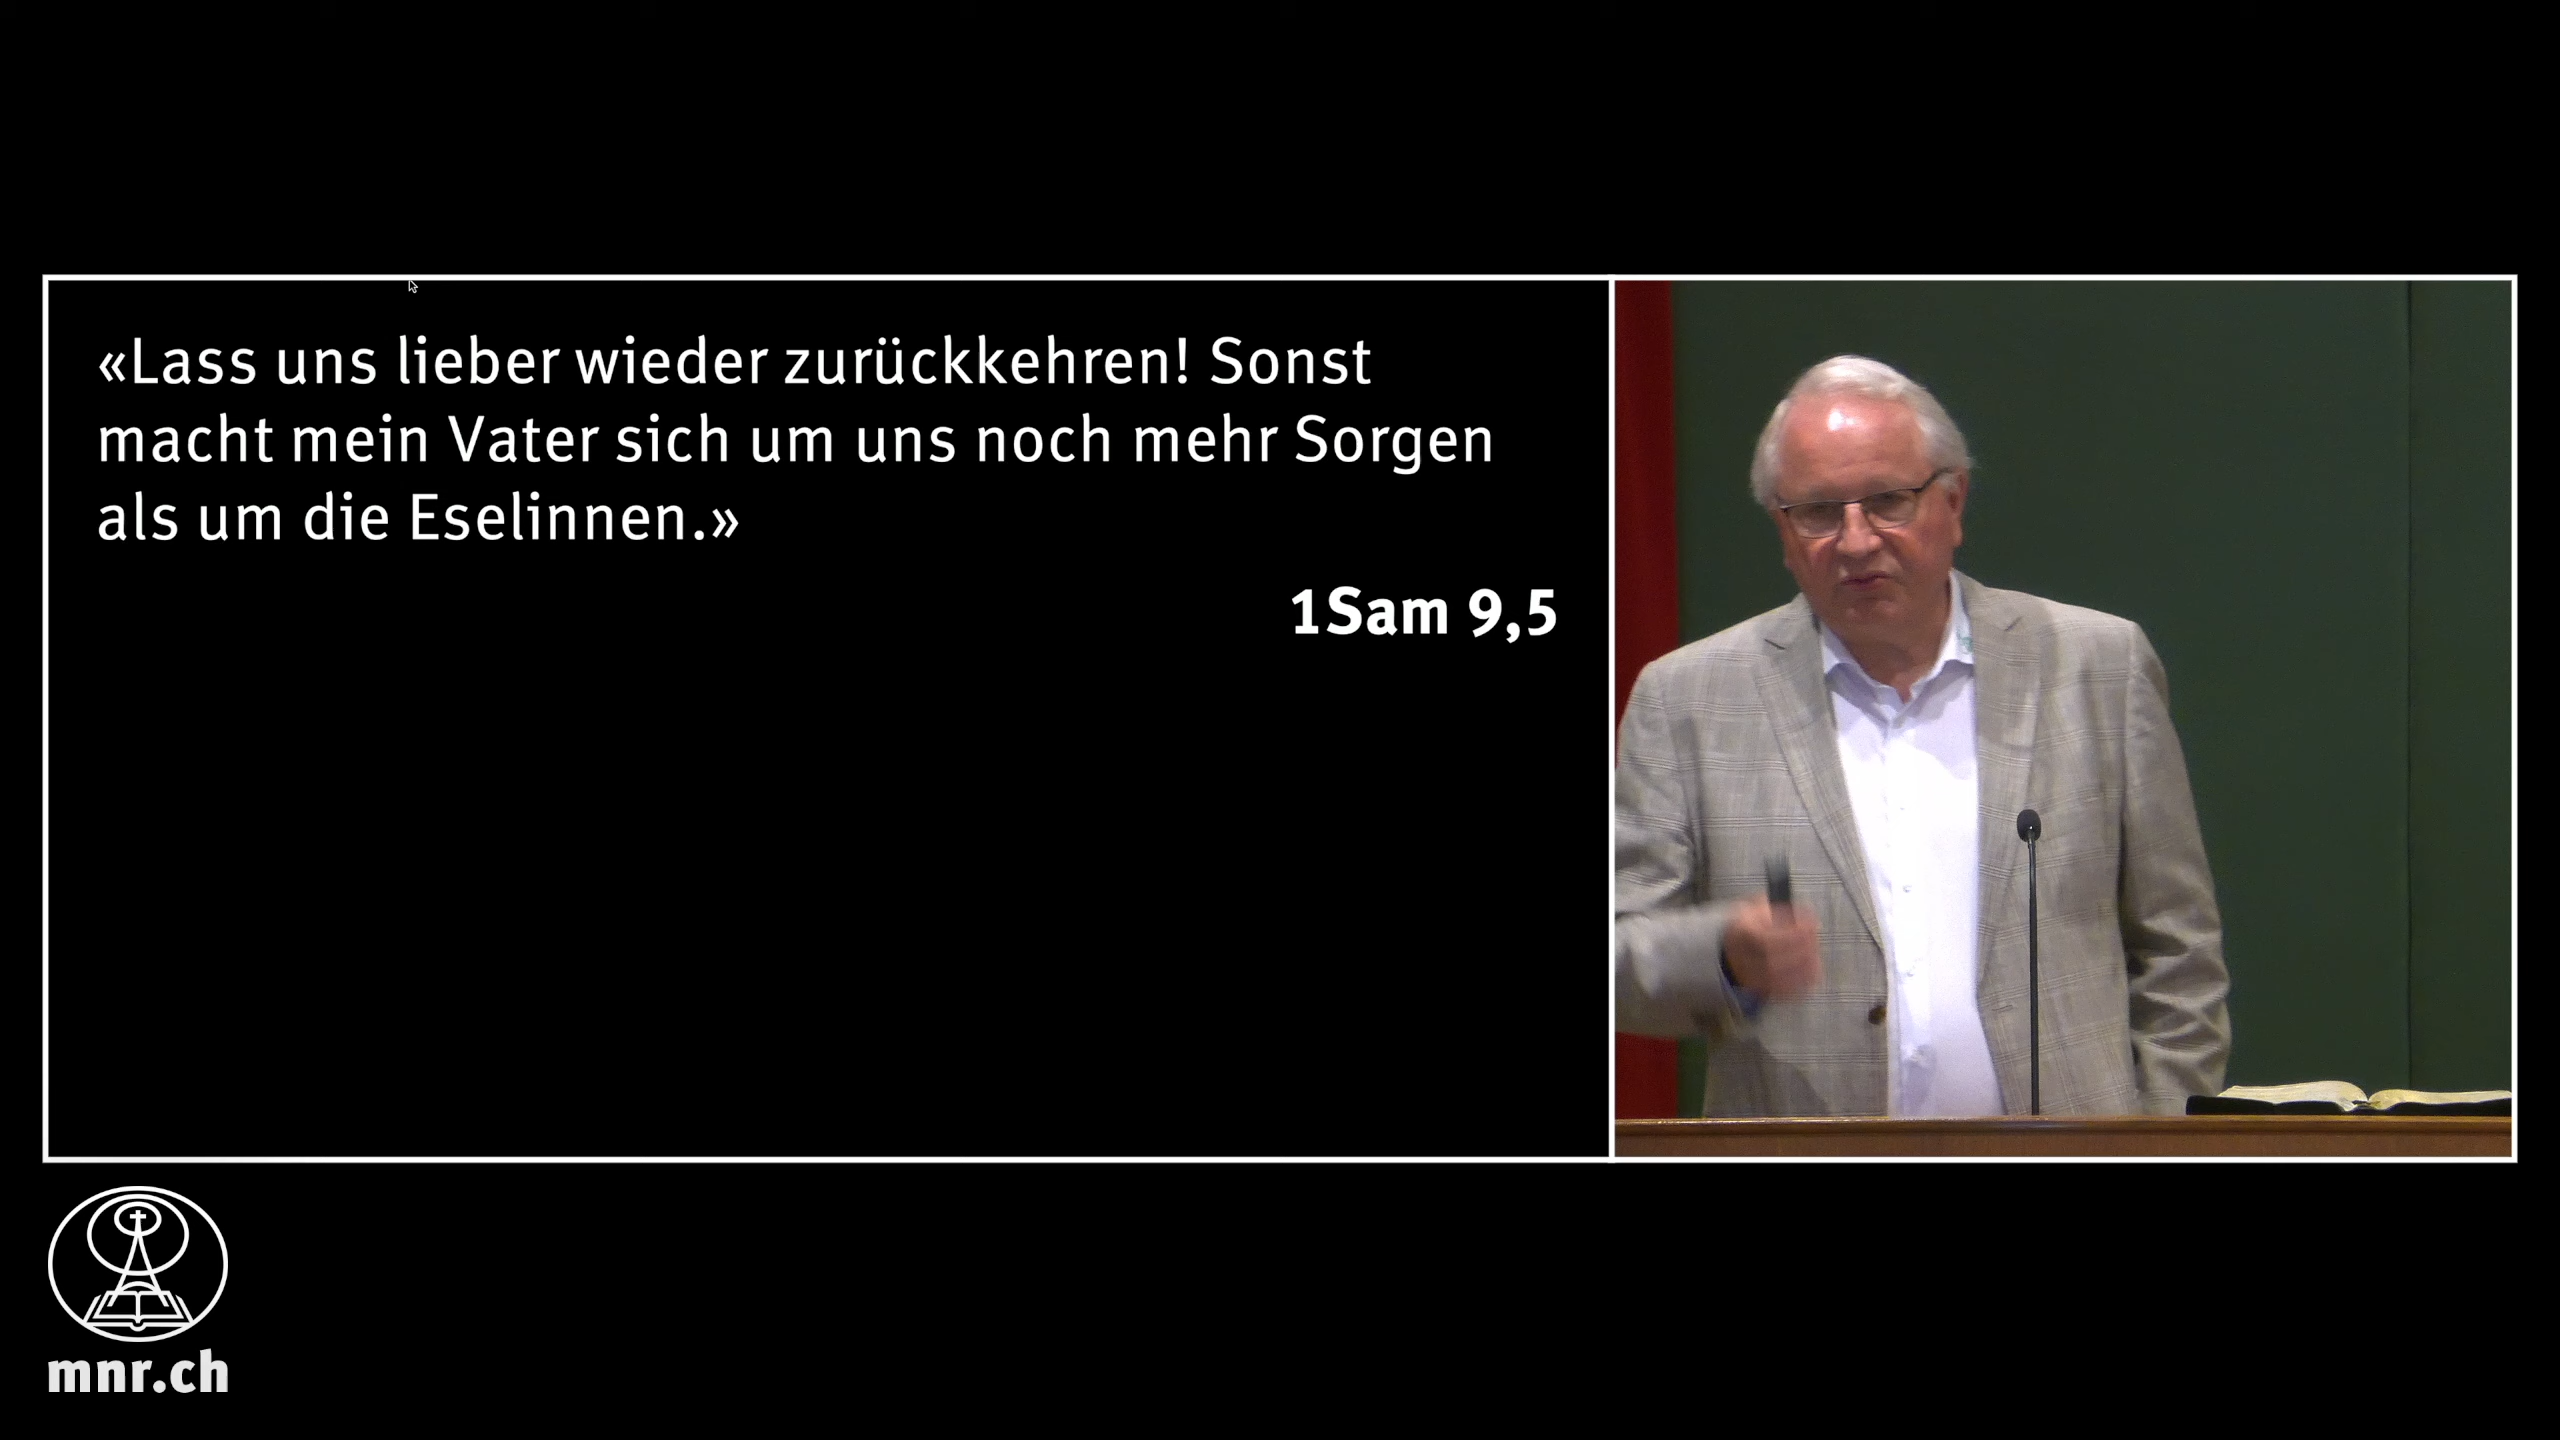 «Lass uns lieber wieder zurückkehren! Sonst
macht mein Vater sich um uns noch mehr Sorgen
als um die Eselinnen.»
1Sam 9,5
mnr.ch